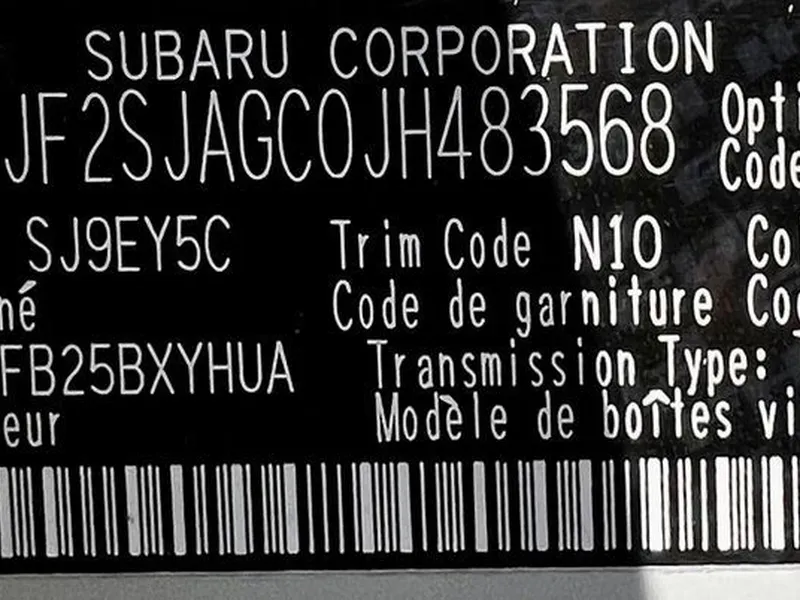 SUBARU CORPORATION
JF2SJAGC0JH483568 Opti
Code
SJ9EY5C Trim Code N10 Co
né Code de garniture Co
FB25BXYHUA Transmission Type:
eur Modèle de boîtes vi